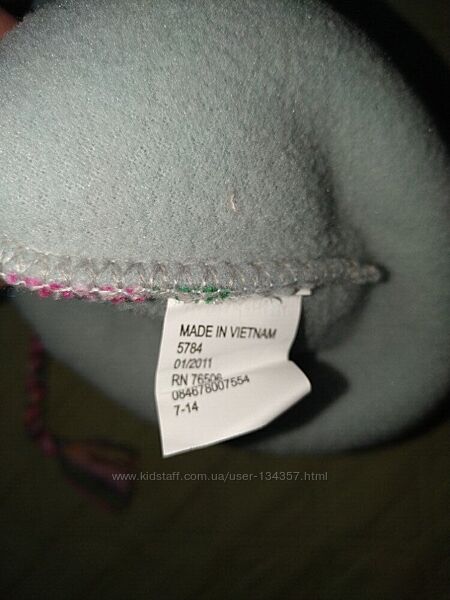 MADE IN VIETNAM
5784
01/2011
RN 76506
084678007554
7-14
www.kidstaff.com.ua/user-134357.html